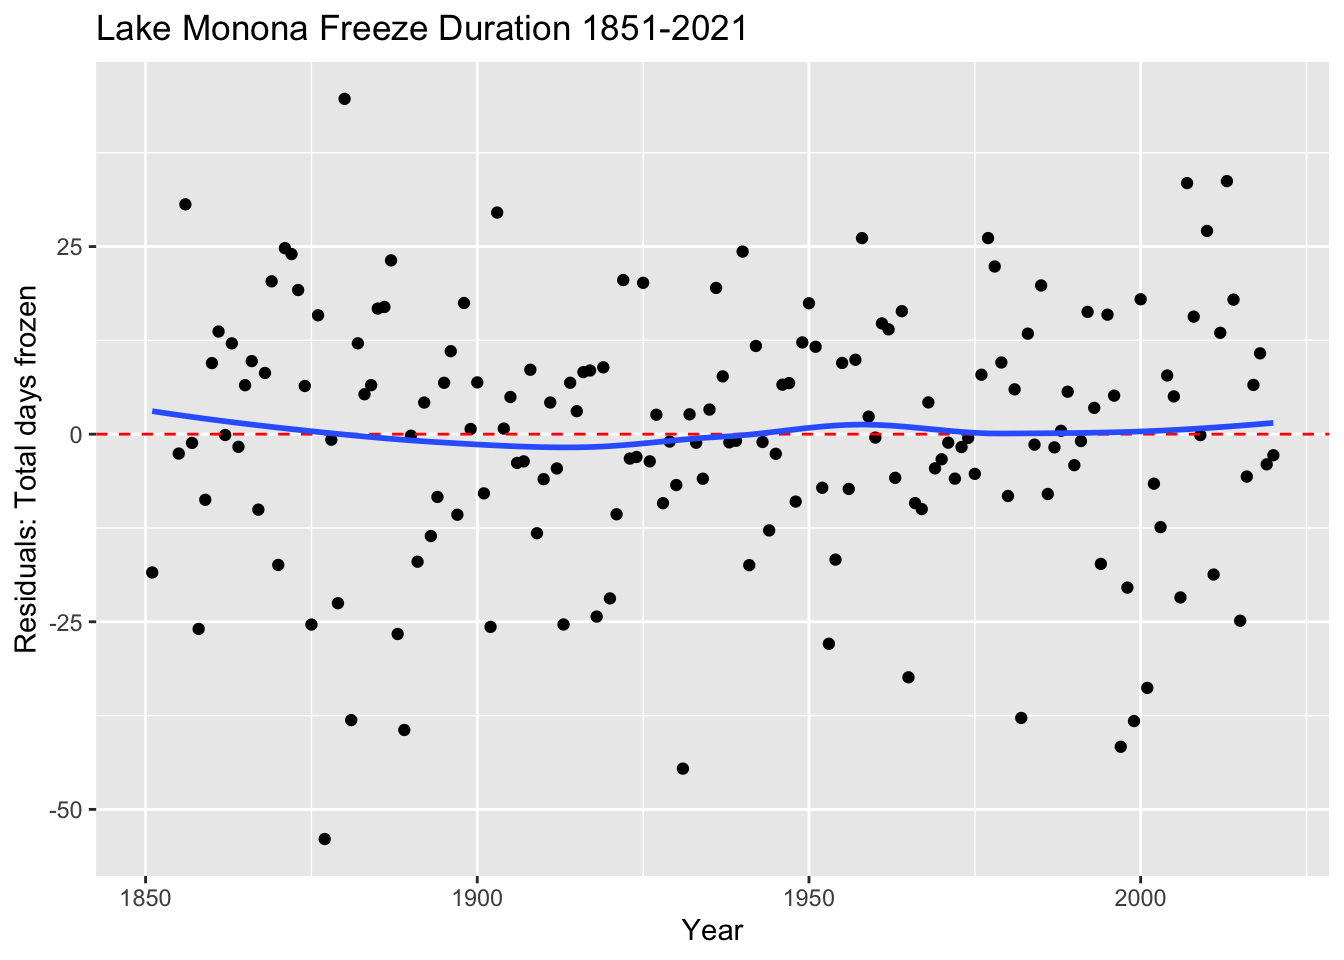 Lake Monona Freeze Duration 1851-2021
Residuals: Total days frozen
25
0
-25
-50
1850
1900
1950
2000
Year